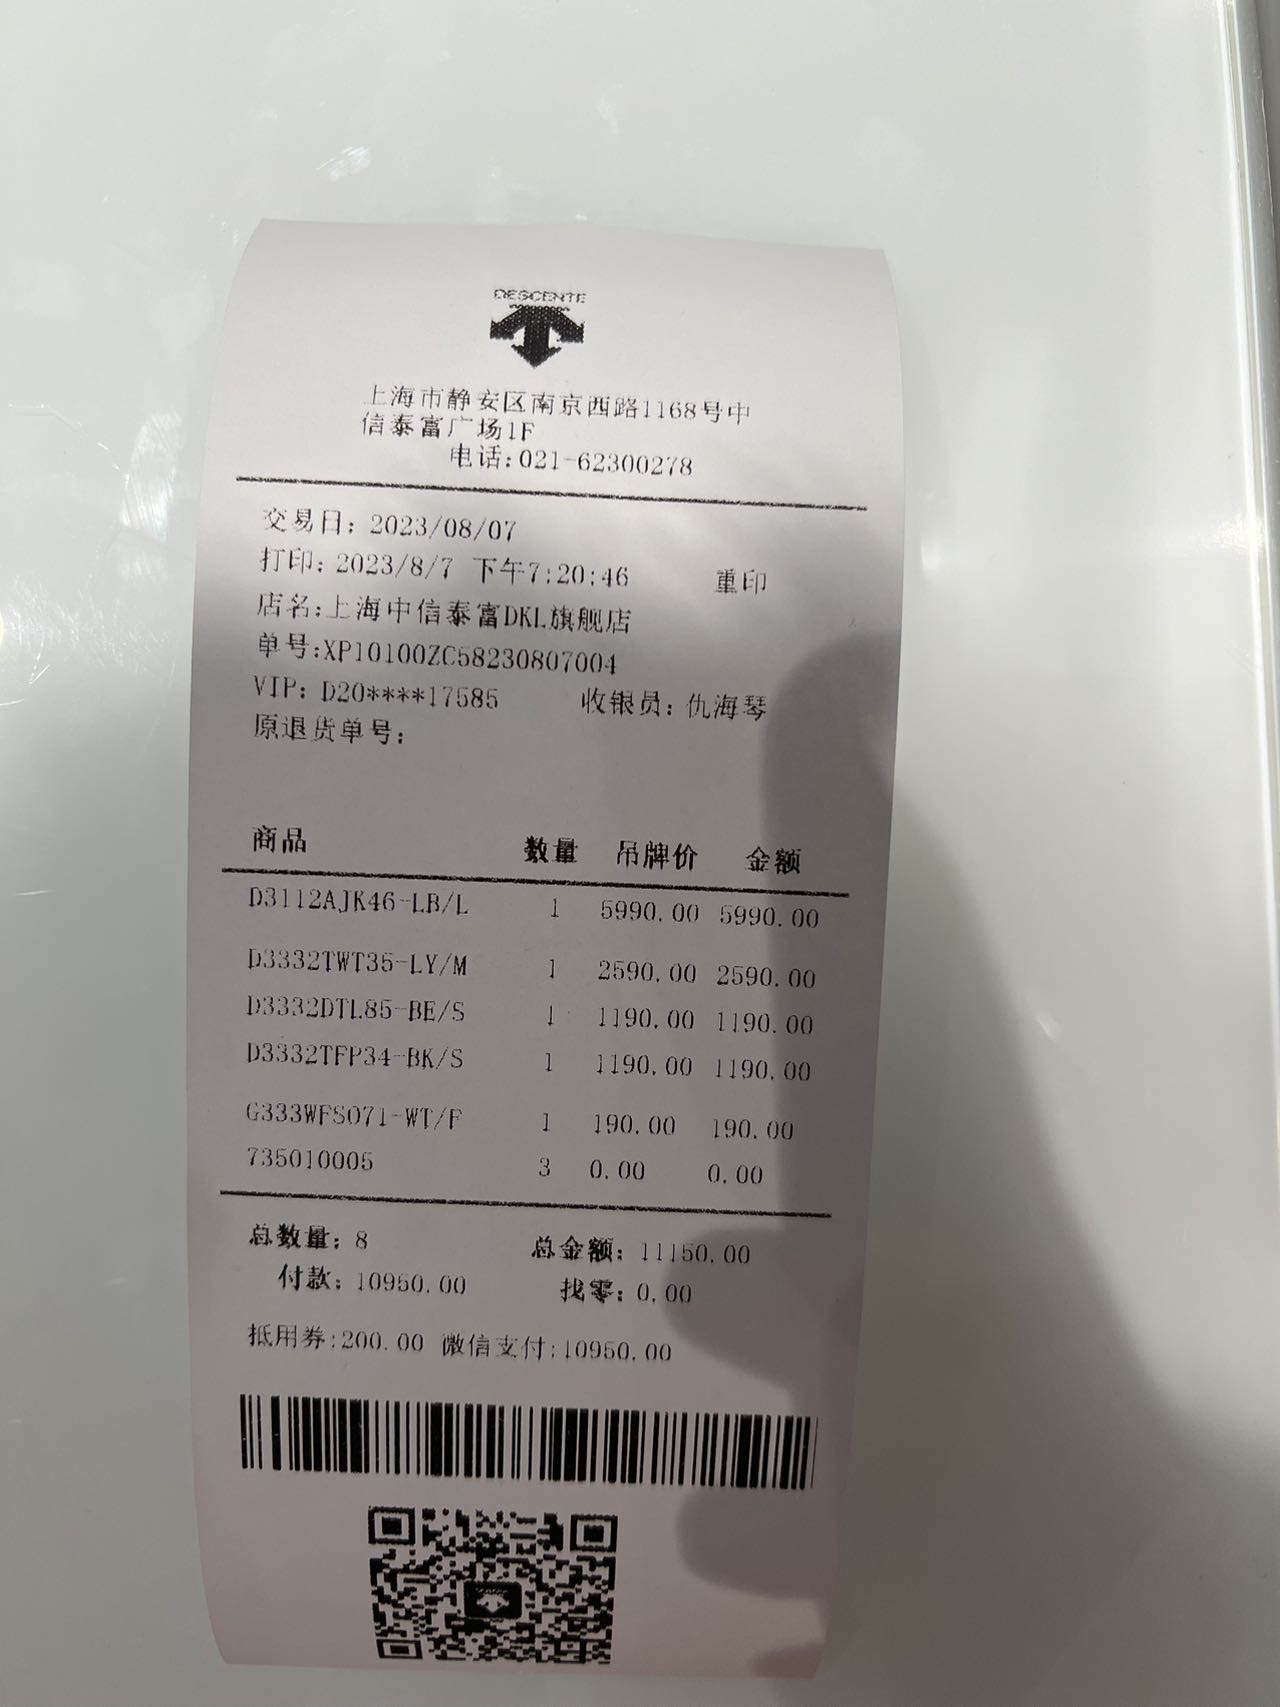 DESCENTE
上海市静安区南京西路1168号中
信泰富广场1F
电话:021-62300278
交易日: 2023/08/07
打印: 2023/8/7 下午7:20:46 重印
店名:上海中信泰富DKL旗舰店
单号:XP10100ZC58230807004
VIP: D20****17585 收银员: 仇海琴
原退货单号:
商品 数量 吊牌价 金额
D3112AJK46-LB/L 1 5990.00 5990.00
D3332TWT35-LY/M 1 2590.00 2590.00
D3332DTL85-BE/S 1 1190.00 1190.00
D3332TFP34-BK/S 1 1190.00 1190.00
G333WFS071-WT/F 1 190.00 190.00
735010005 3 0.00 0.00
总数量: 8 总金额: 11150.00
付款: 10950.00 找零: 0.00
抵用券:200.00 微信支付:10950.00